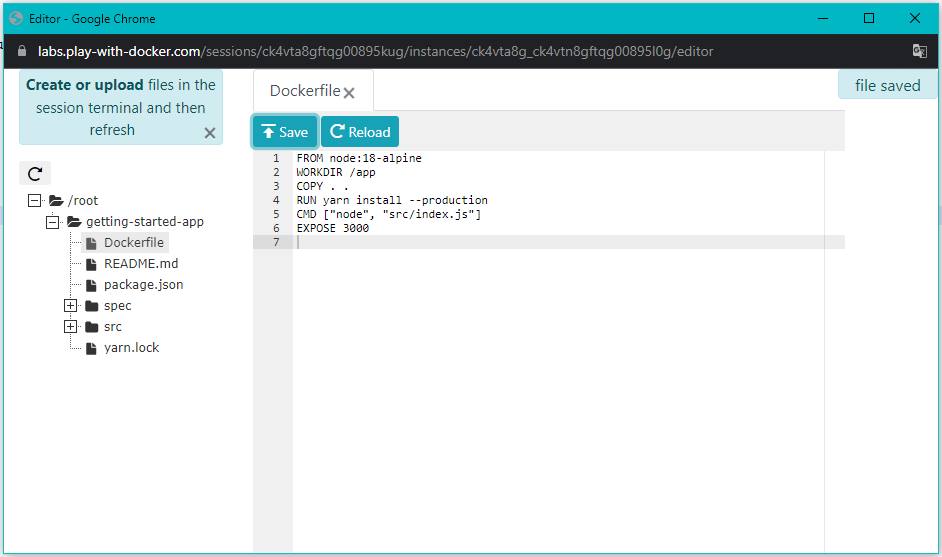 Editor - Google Chrome
labs.play-with-docker.com/sessions/ck4vta8gftqg00895kug/instances/ck4vta8g_ck4vtn8gftqg00895l0g/editor
Create or upload files in the
session terminal and then
refresh
Dockerfile
file saved
Save
Reload
/root
getting-started-app
Dockerfile
README.md
package.json
spec
src
yarn.lock
1 FROM node:18-alpine
2 WORKDIR /app
3 COPY . .
4 RUN yarn install --production
5 CMD ["node", "src/index.js"]
6 EXPOSE 3000
7